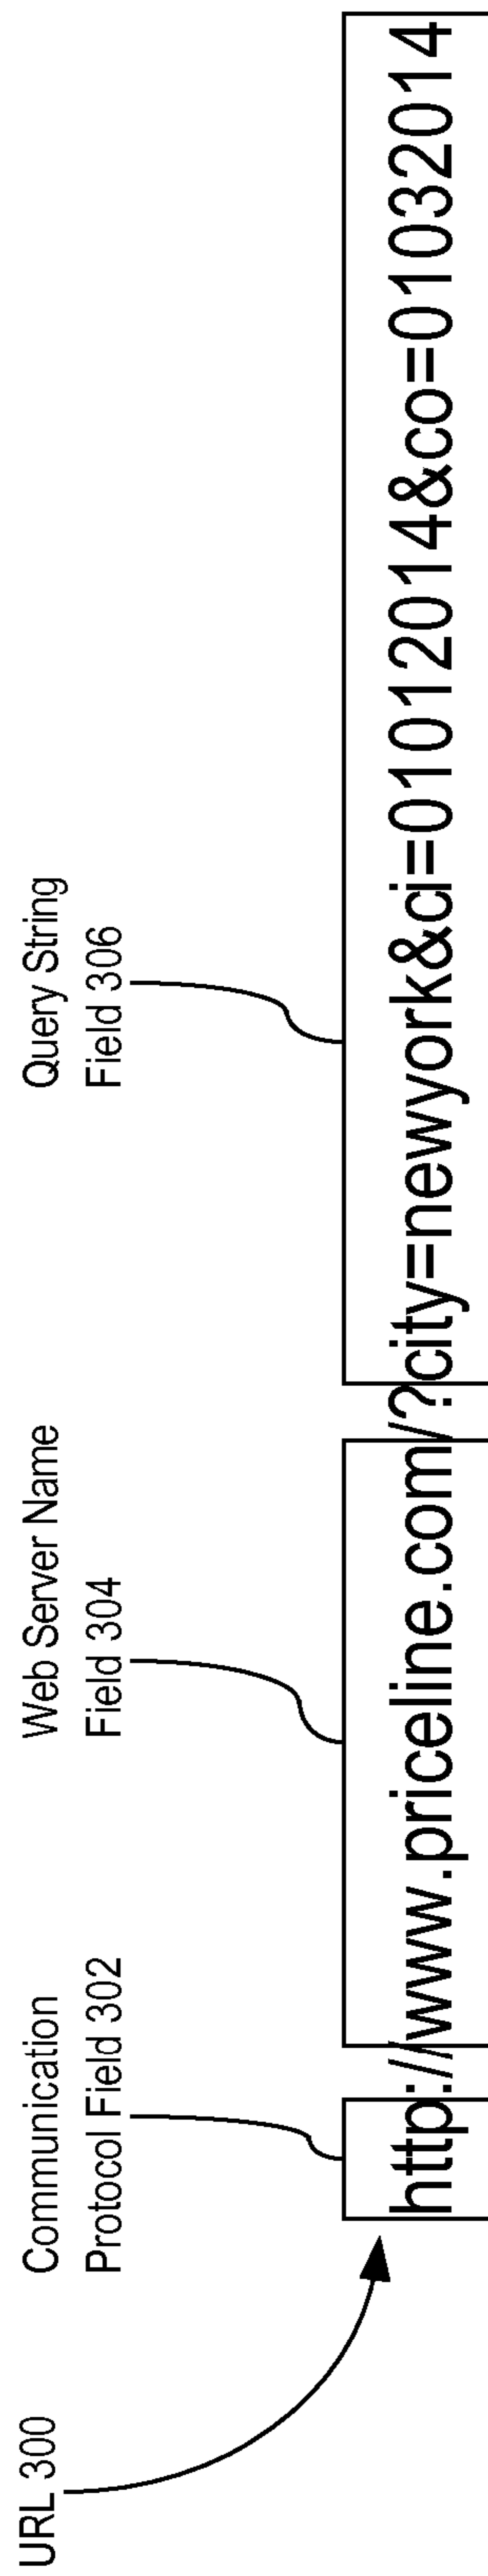 URL 300
Communication
Protocol Field 302
Web Server Name
Field 304
Query String
Field 306
http://www.priceline.com/?city=newyork&ci=01012014&co=01032014